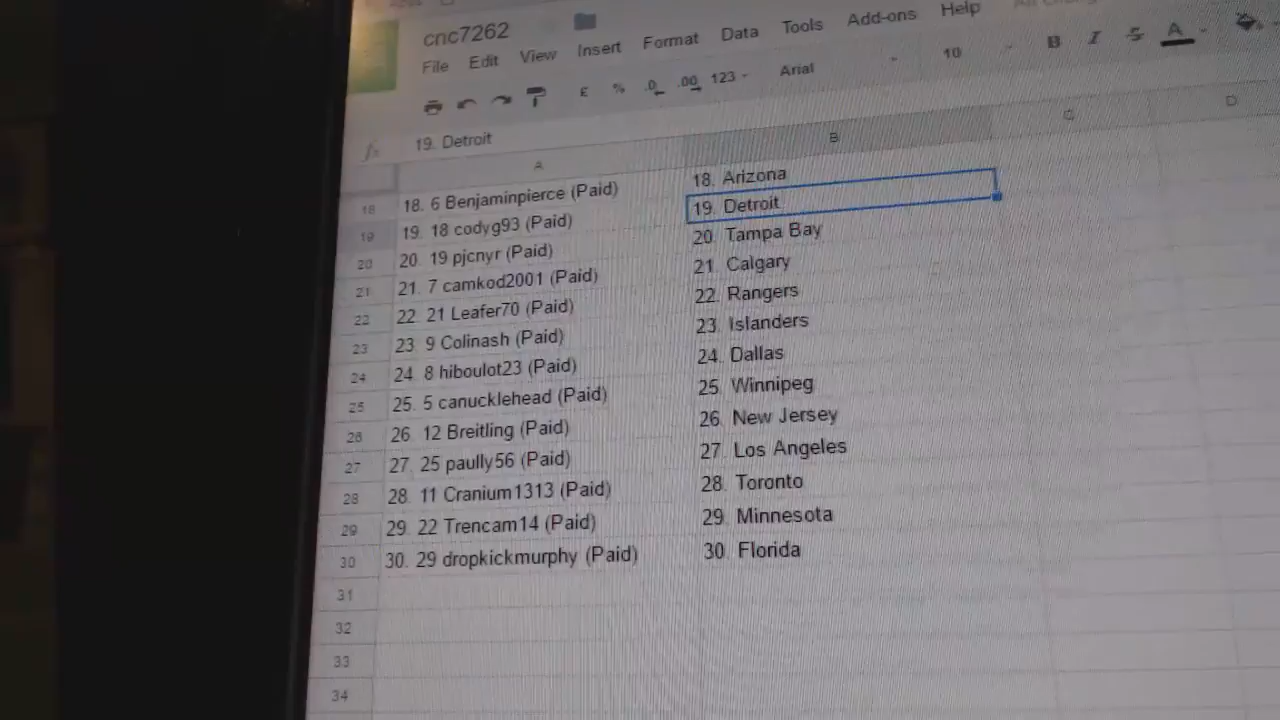 cnc7262
File Edit View Insert Format Data Tools Add-ons Help
£ % .0 .00 123 Arial 10 B I S A
fx 19. Detroit
A B C D
18 18. 6 Benjaminpierce (Paid) 18. Arizona
19 19. 18 codyg93 (Paid) 19. Detroit
20 20. 19 pjcnyr (Paid) 20. Tampa Bay
21 21. 7 camkod2001 (Paid) 21. Calgary
22 22. 21 Leafer70 (Paid) 22. Rangers
23 23. 9 Colinash (Paid) 23. Islanders
24 24. 8 hiboulot23 (Paid) 24. Dallas
25 25. 5 canucklehead (Paid) 25. Winnipeg
26 26. 12 Breitling (Paid) 26. New Jersey
27 27. 25 paully56 (Paid) 27. Los Angeles
28 28. 11 Cranium1313 (Paid) 28. Toronto
29 29. 22 Trencam14 (Paid) 29. Minnesota
30 30. 29 dropkickmurphy (Paid) 30. Florida
31
32
33
34